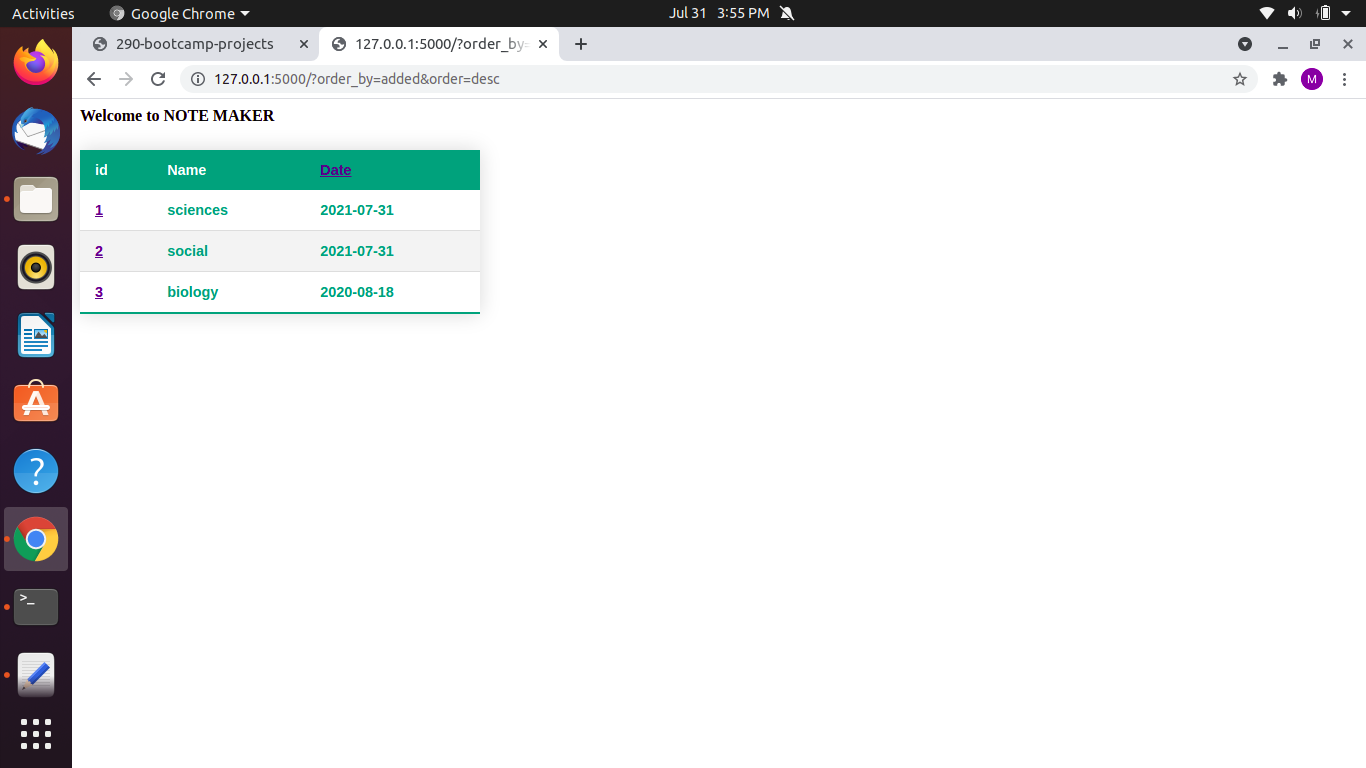 Activities
Google Chrome
Jul 31 3:55 PM
290-bootcamp-projects
127.0.0.1:5000/?order_by=
127.0.0.1:5000/?order_by=added&order=desc
M
Welcome to NOTE MAKER
id Name Date
1 sciences 2021-07-31
2 social 2021-07-31
3 biology 2020-08-18